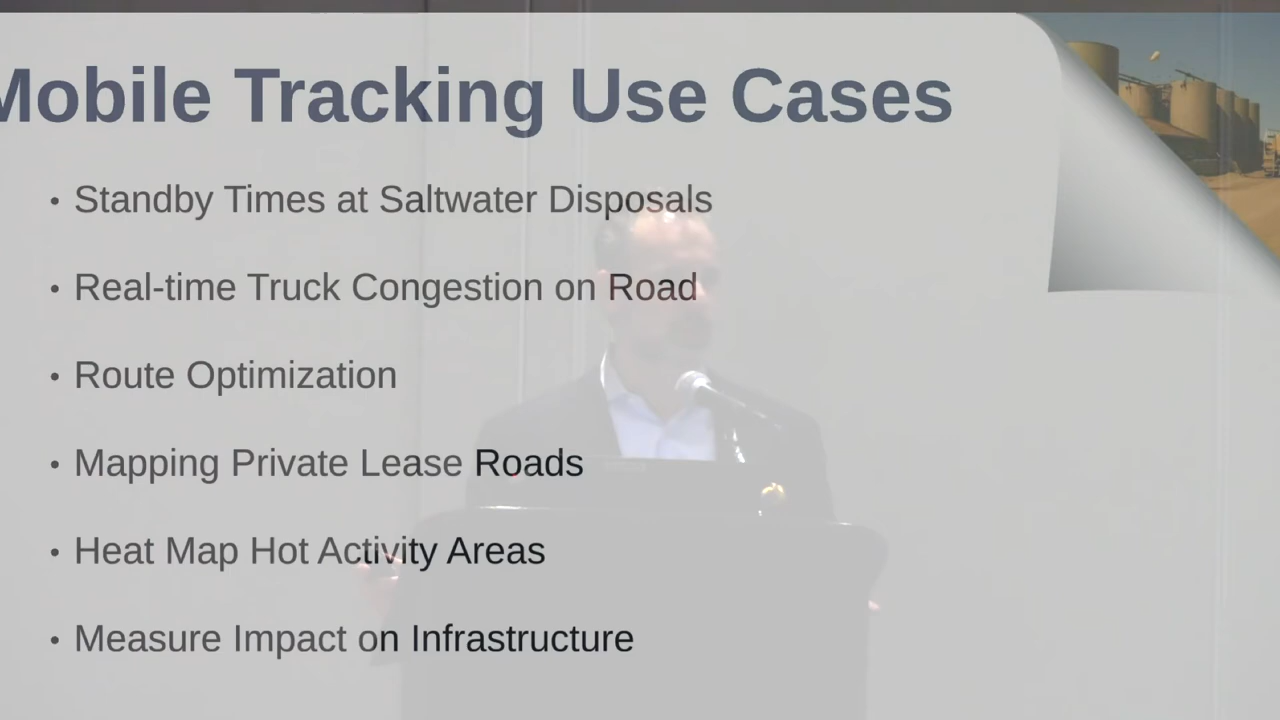 Mobile Tracking Use Cases
• Standby Times at Saltwater Disposals
• Real-time Truck Congestion on Road
• Route Optimization
• Mapping Private Lease Roads
• Heat Map Hot Activity Areas
• Measure Impact on Infrastructure